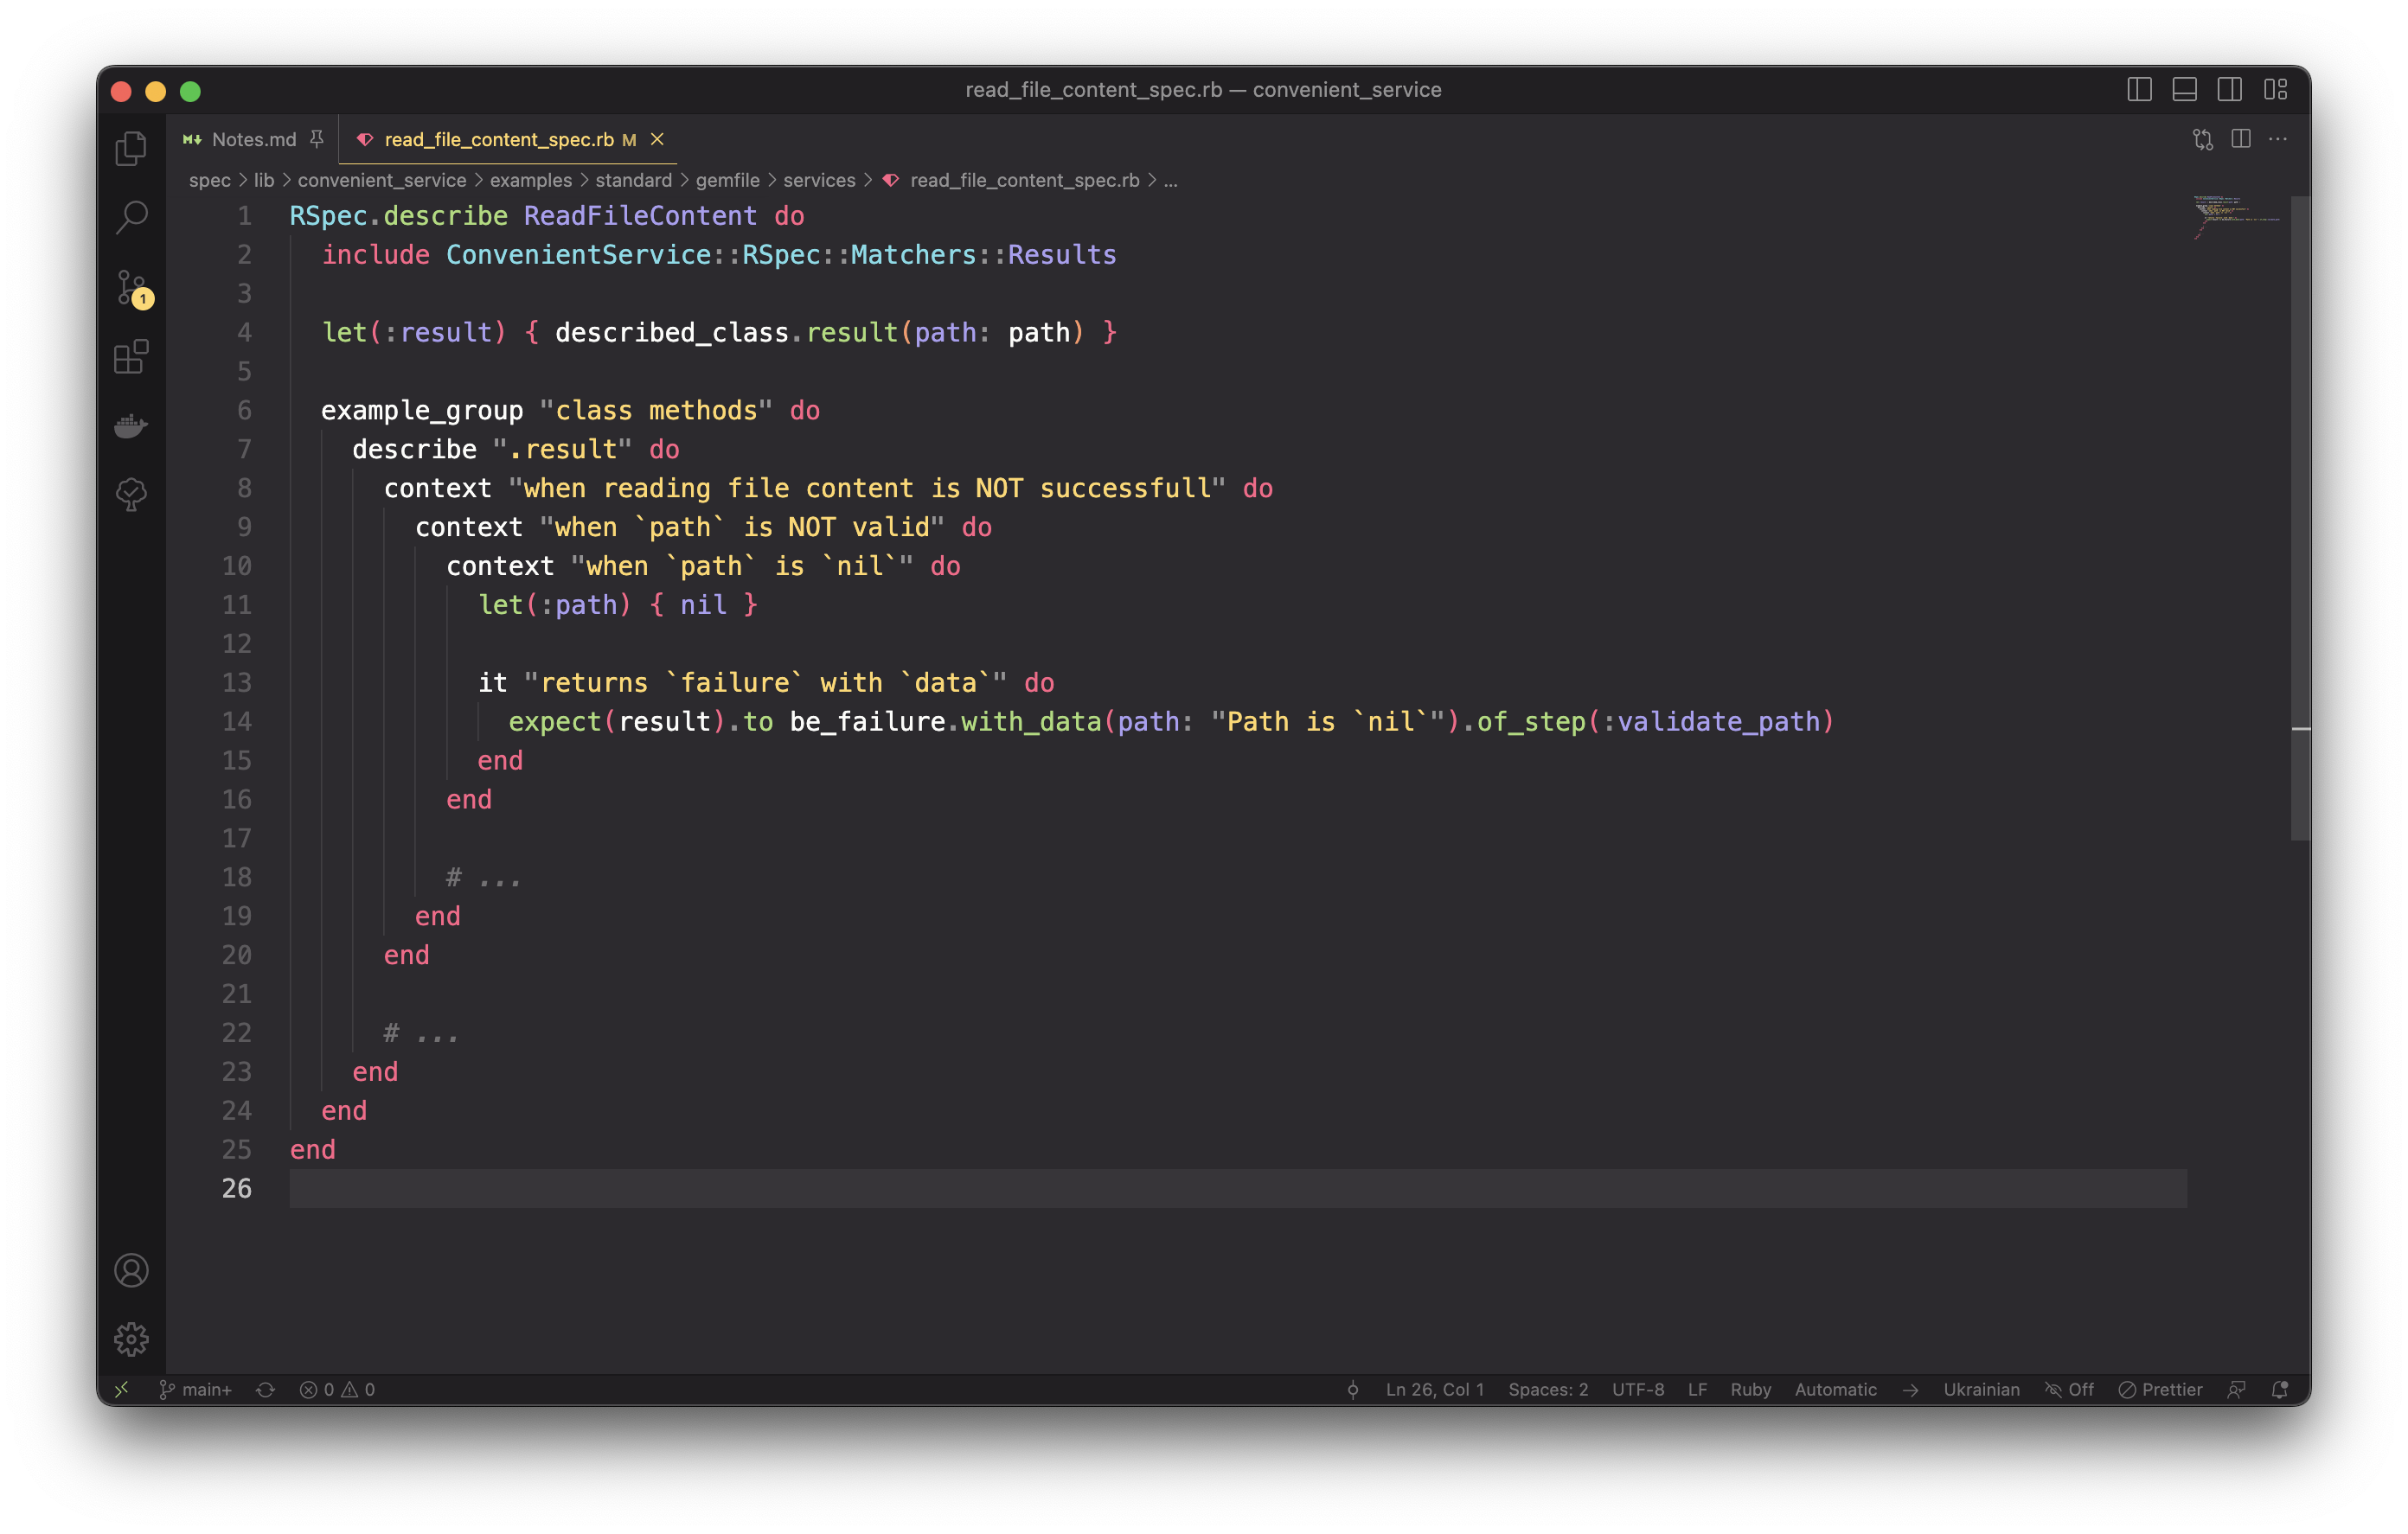 read_file_content_spec.rb — convenient_service
Notes.md read_file_content_spec.rb M
spec > lib > convenient_service > examples > standard > gemfile > services > read_file_content_spec.rb > ...
1 RSpec.describe ReadFileContent do
2   include ConvenientService::RSpec::Matchers::Results
3
4   let(:result) { described_class.result(path: path) }
5
6   example_group "class methods" do
7     describe ".result" do
8       context "when reading file content is NOT successfull" do
9         context "when `path` is NOT valid" do
10           context "when `path` is `nil`" do
11             let(:path) { nil }
12
13             it "returns `failure` with `data`" do
14               expect(result).to be_failure.with_data(path: "Path is `nil`").of_step(:validate_path)
15             end
16           end
17
18           # ...
19         end
20       end
21
22       # ...
23     end
24   end
25 end
26
1
main+ 0 0 Ln 26, Col 1 Spaces: 2 UTF-8 LF Ruby Automatic Ukrainian Off Prettier